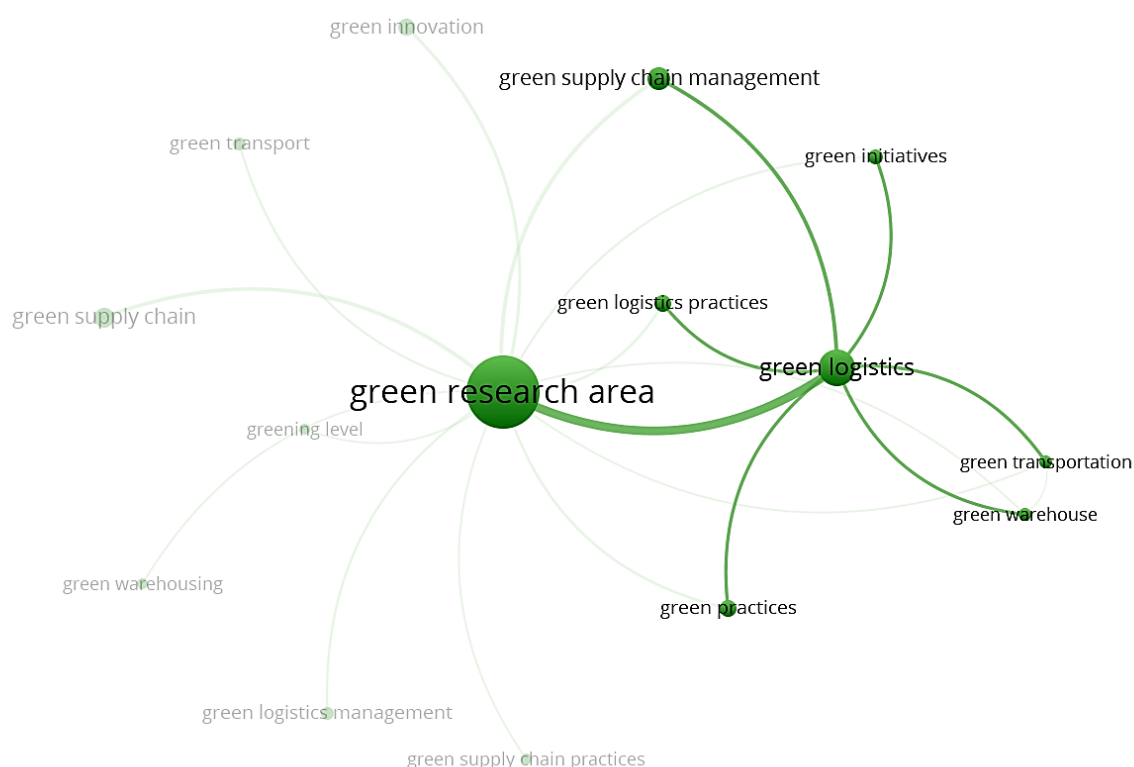 green innovation
green supply chain management
green transport
green initiatives
green logistics practices
green supply chain
green logistics
green research area
greening level
green transportation
green warehouse
green warehousing
green practices
green logistics management
green supply chain practices